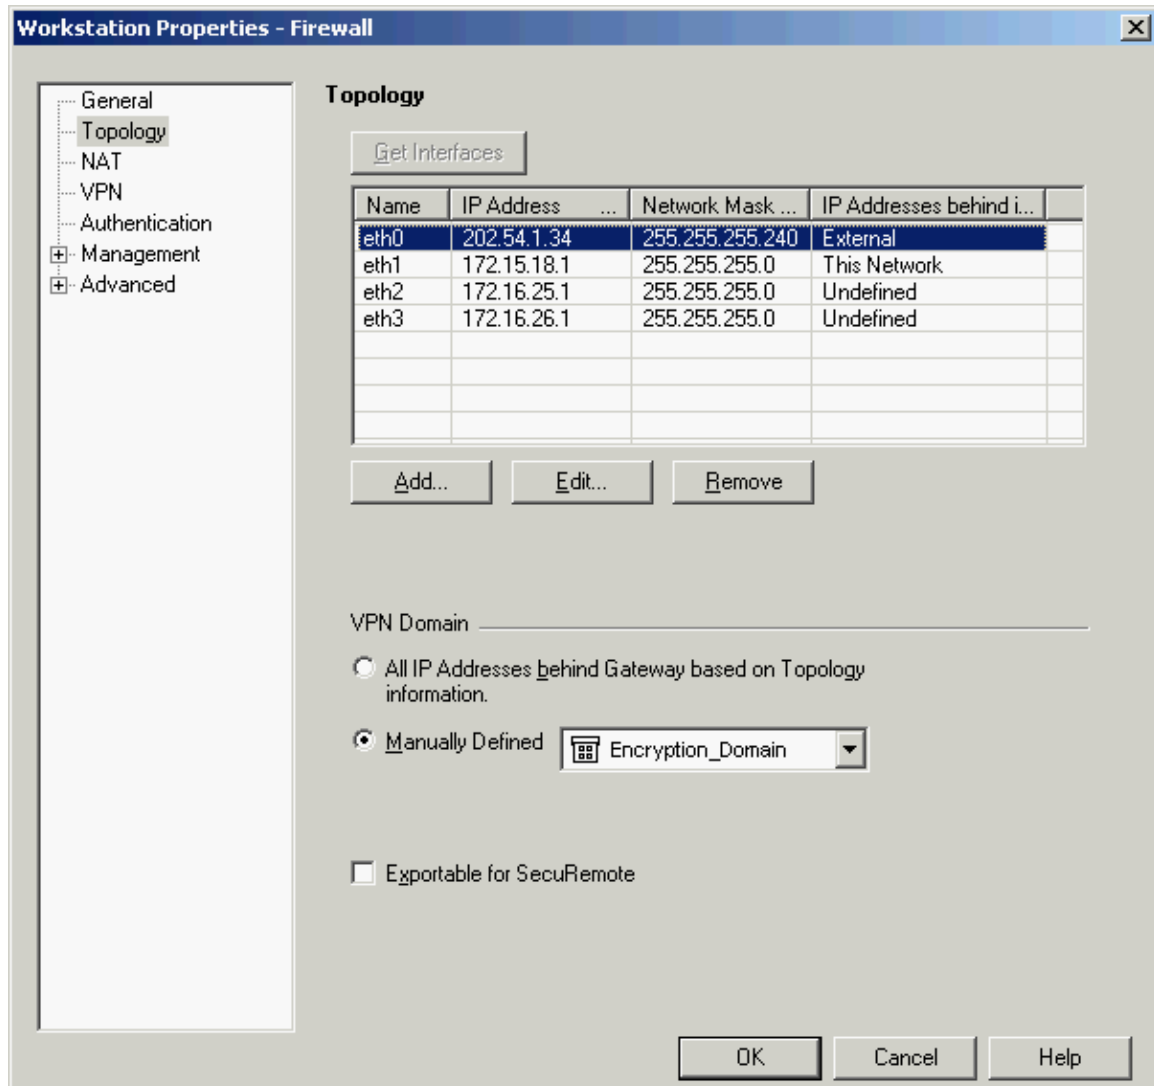 Workstation Properties - Firewall
General
Topology
NAT
VPN
Authentication
Management
Advanced
Topology
Get Interfaces
Name IP Address ... Network Mask ... IP Addresses behind i...
eth0 202.54.1.34 255.255.255.240 External
eth1 172.15.18.1 255.255.255.0 This Network
eth2 172.16.25.1 255.255.255.0 Undefined
eth3 172.16.26.1 255.255.255.0 Undefined
Add... Edit... Remove
VPN Domain
All IP Addresses behind Gateway based on Topology
information.
Manually Defined Encryption_Domain
Exportable for SecuRemote
OK Cancel Help